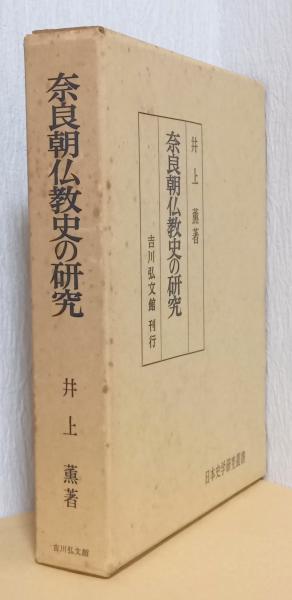 奈良朝仏教史の研究
井上 薫著
吉川弘文館
井上 薫著
奈良朝仏教史の研究
吉川弘文館 刊行
日本史学研究叢書